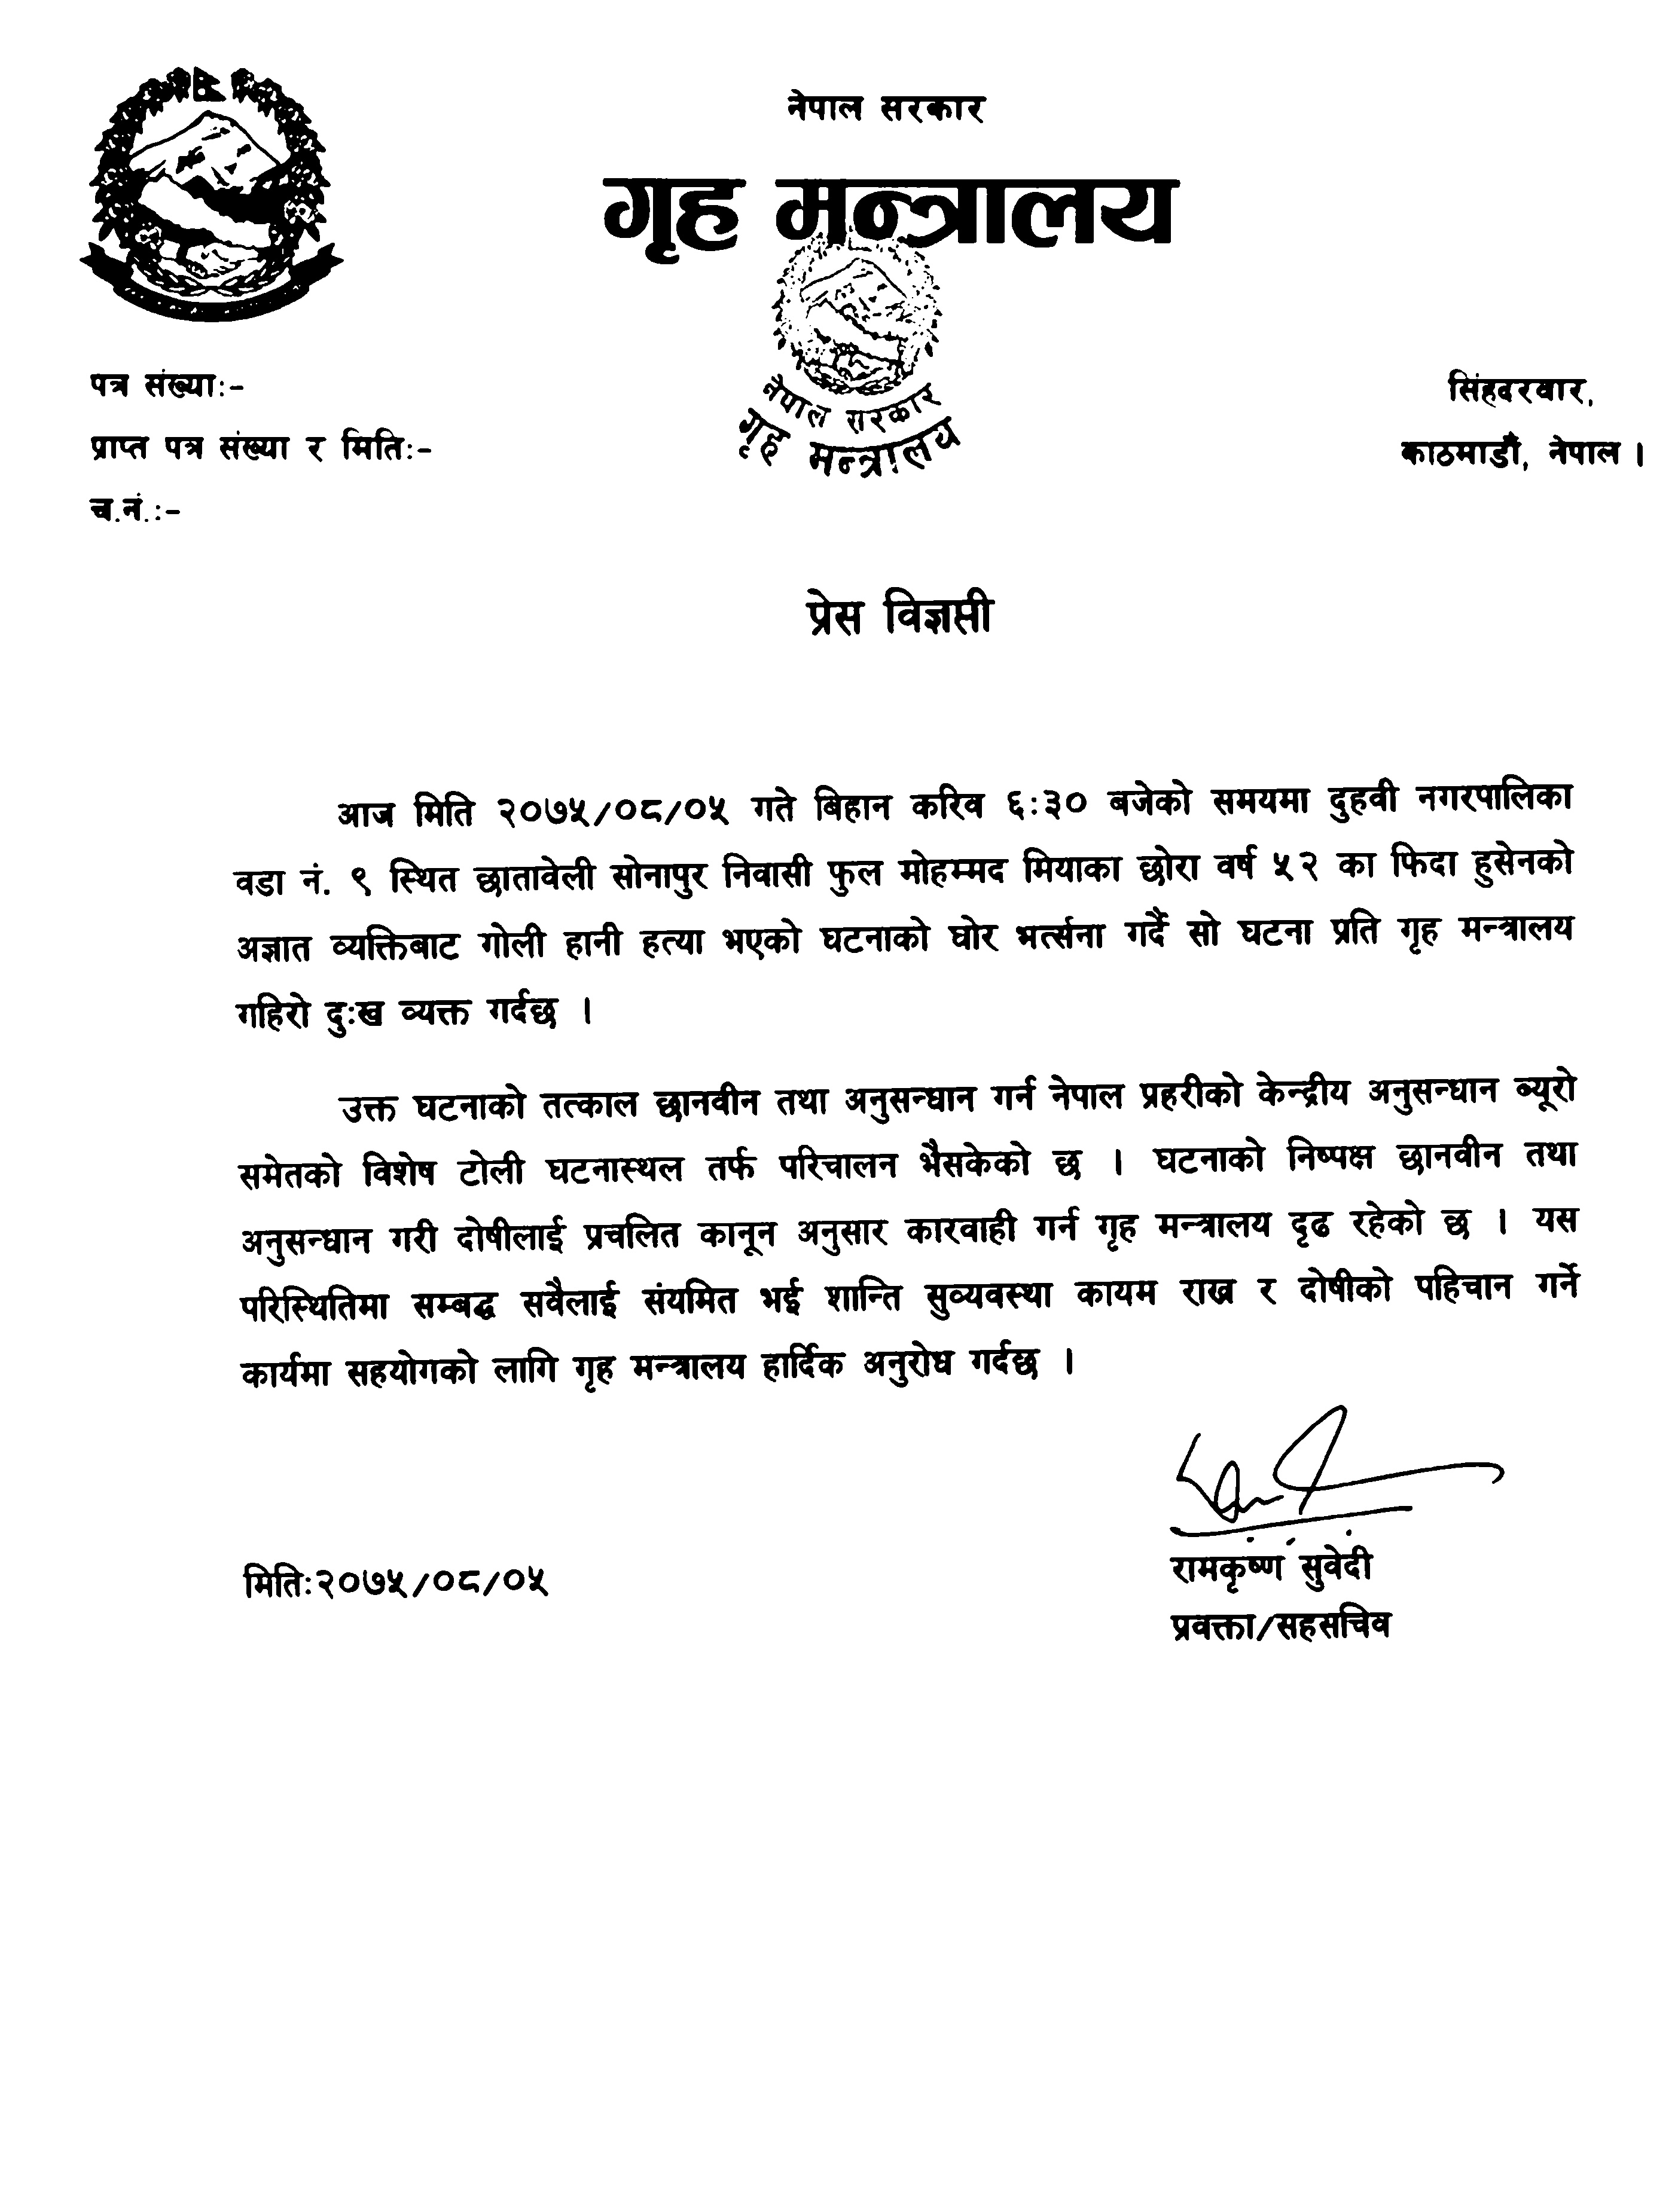 नेपाल सरकार
गृह मन्त्रालय
नेपाल सरकार
गृह मन्त्रालय
पत्र संख्या:-
प्राप्त पत्र संख्या र मिति:-
च.नं.:-
सिंहदरवार,
काठमाडौं, नेपाल ।
प्रेस विज्ञप्ती
आज मिति २०७५/०८/०५ गते बिहान करिव ६:३० बजेको समयमा दुहवी नगरपालिका
वडा नं. ९ स्थित छातावेली सोनापुर निवासी फुल मोहम्मद मियाका छोरा वर्ष ५२ का फिदा हुसेनको
अज्ञात व्यक्तिबाट गोली हानी हत्या भएको घटनाको घोर भर्त्सना गर्दै सो घटना प्रति गृह मन्त्रालय
गहिरो दुःख व्यक्त गर्दछ ।
उक्त घटनाको तत्काल छानवीन तथा अनुसन्धान गर्न नेपाल प्रहरीको केन्द्रीय अनुसन्धान ब्यूरो
समेतको विशेष टोली घटनास्थल तर्फ परिचालन भैसकेको छ । घटनाको निष्पक्ष छानवीन तथा
अनुसन्धान गरी दोषीलाई प्रचलित कानून अनुसार कारवाही गर्न गृह मन्त्रालय दृढ रहेको छ । यस
परिस्थितिमा सम्बद्ध सवैलाई संयमित भई शान्ति सुव्यवस्था कायम राख्न र दोषीको पहिचान गर्ने
कार्यमा सहयोगको लागि गृह मन्त्रालय हार्दिक अनुरोध गर्दछ ।
मिति:२०७५/०८/०५
रामकृष्ण सुवेदी
प्रवक्ता/सहसचिव